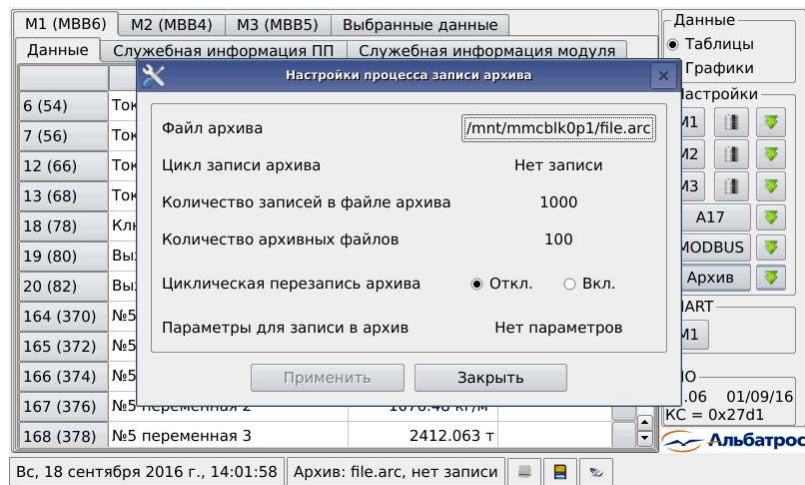 М1 (МВВ6) М2 (МВВ4) М3 (МВВ5) Выбранные данные
Данные Служебная информация ПП Служебная информация модуля
Настройки процесса записи архива
Файл архива /mnt/mmcblk0p1/file.arc
Цикл записи архива Нет записи
Количество записей в файле архива 1000
Количество архивных файлов 100
Циклическая перезапись архива Откл. Вкл.
Параметры для записи в архив Нет параметров
Применить Закрыть
6 (54) Ток
7 (56) Ток
12 (66) Ток
13 (68) Ток
18 (78)
19 (80) Вы
20 (82) Вы
164 (370) №5
165 (372) №5
166 (374) №5
167 (376) №5 переменная 2
168 (378) №5 переменная 3 2412.063 т
Данные
Таблицы
Графики
астройки
М1
М2
М3
А17
MODBUS
Архив
М1
.06 01/09/16
КС = 0x27d1
Альбатрос
Вс, 18 сентября 2016 г., 14:01:58 Архив: file.arc, нет записи